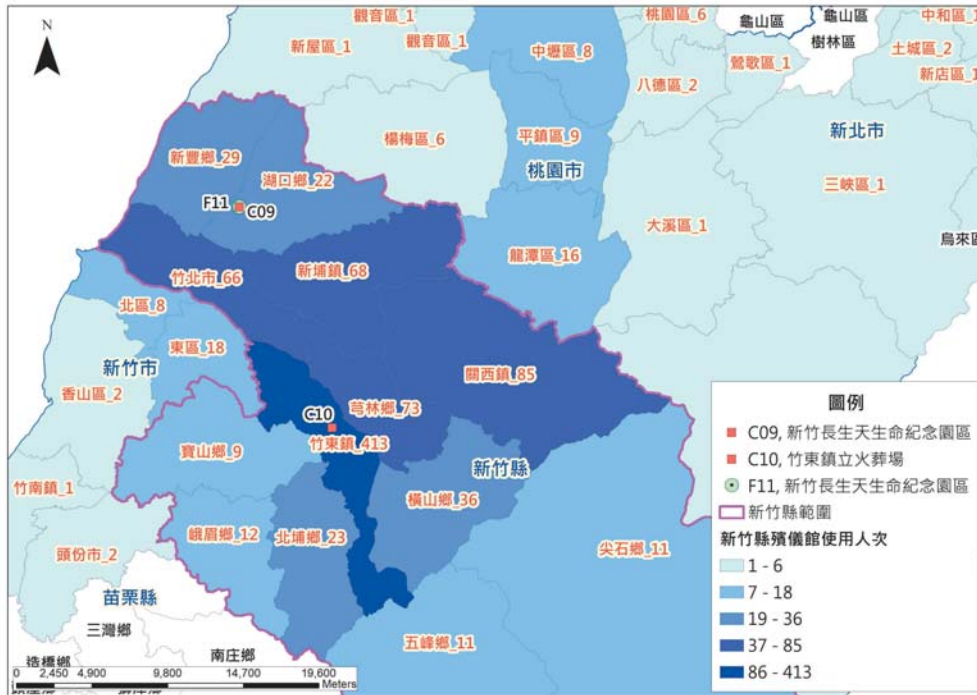 N
觀音區_1
桃園區_6
龜山區
龜山區
中和區_1
新屋區_1
觀音區_1
中壢區_8
樹林區
土城區_2
鶯歌區_1
八德區_2
新店區_1
楊梅區_6
平鎮區_9
新北市
新豐鄉_29
桃園市
湖口鄉_22
三峽區_1
F11
C09
大溪區_1
烏來區
龍潭區_16
新埔鎮_68
竹北市_66
北區_8
東區_18
新竹市
關西鎮_85
香山區_2
芎林鄉_73
C10
竹東鎮_413
寶山鄉_9
新竹縣
竹南鎮_1
橫山鄉_36
峨眉鄉_12
北埔鄉_23
尖石鄉_11
頭份市_2
苗栗縣
三灣鄉
南庄鄉
五峰鄉_11
造橋鄉
0 2,450 4,900 9,800 14,700 19,600
Meters
圖例
C09, 新竹長生天生命紀念園區
C10, 竹東鎮立火葬場
F11, 新竹長生天生命紀念園區
新竹縣範圍
新竹縣殯儀館使用人次
1 - 6
7 - 18
19 - 36
37 - 85
86 - 413